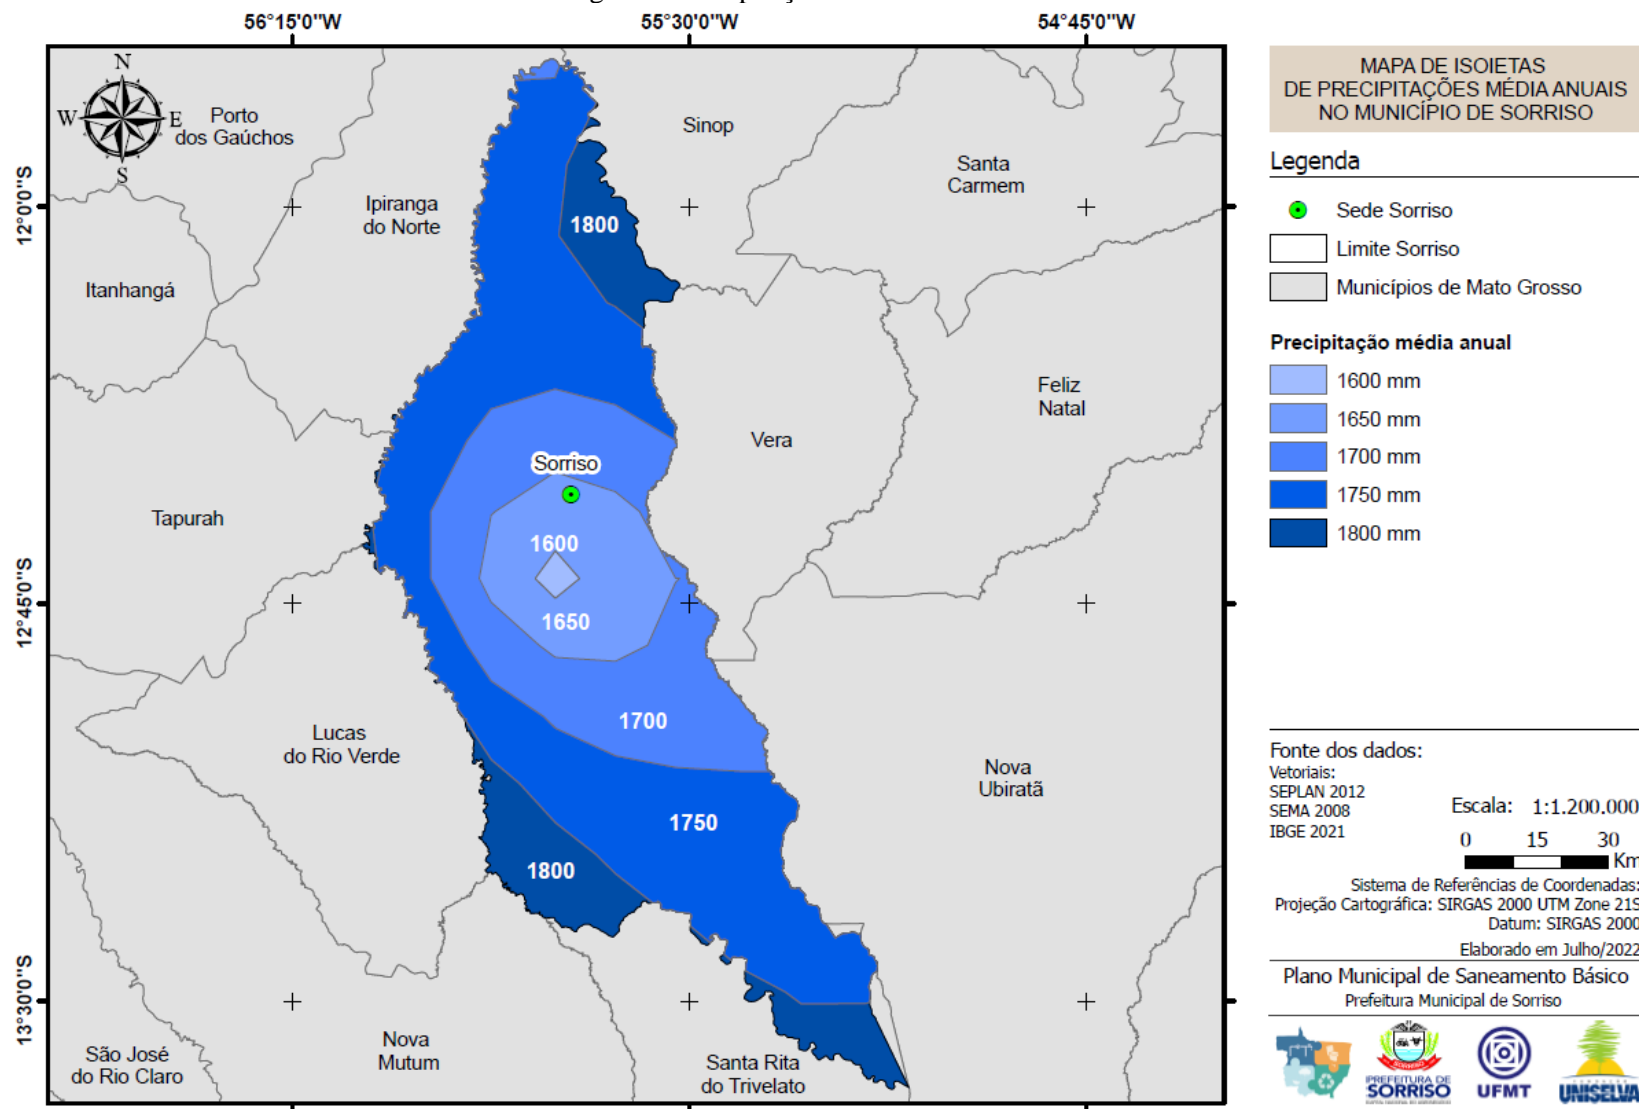 56°15'0"W
55°30'0"W
54°45'0"W
12°0'0"S
12°45'0"S
13°30'0"S
N
W
E
S
Porto
dos Gaúchos
Sinop
Santa
Carmem
Ipiranga
do Norte
1800
Itanhangá
Feliz
Natal
Vera
Sorriso
Tapurah
1600
1650
1700
Lucas
do Rio Verde
Nova
Ubiratã
1750
1800
Nova
Mutum
São José
do Rio Claro
Santa Rita
do Trivelato
MAPA DE ISOIETAS
DE PRECIPITAÇÕES MÉDIA ANUAIS
NO MUNICÍPIO DE SORRISO
Legenda
Sede Sorriso
Limite Sorriso
Municípios de Mato Grosso
Precipitação média anual
1600 mm
1650 mm
1700 mm
1750 mm
1800 mm
Fonte dos dados:
Vetoriais:
SEPLAN 2012
SEMA 2008
IBGE 2021
Escala: 1:1.200.000
0 15 30
Km
Sistema de Referências de Coordenadas:
Projeção Cartográfica: SIRGAS 2000 UTM Zone 21S
Datum: SIRGAS 2000
Elaborado em Julho/2022
Plano Municipal de Saneamento Básico
Prefeitura Municipal de Sorriso
PREFEITURA DE
SORRISO
UFMT
UNISELVA